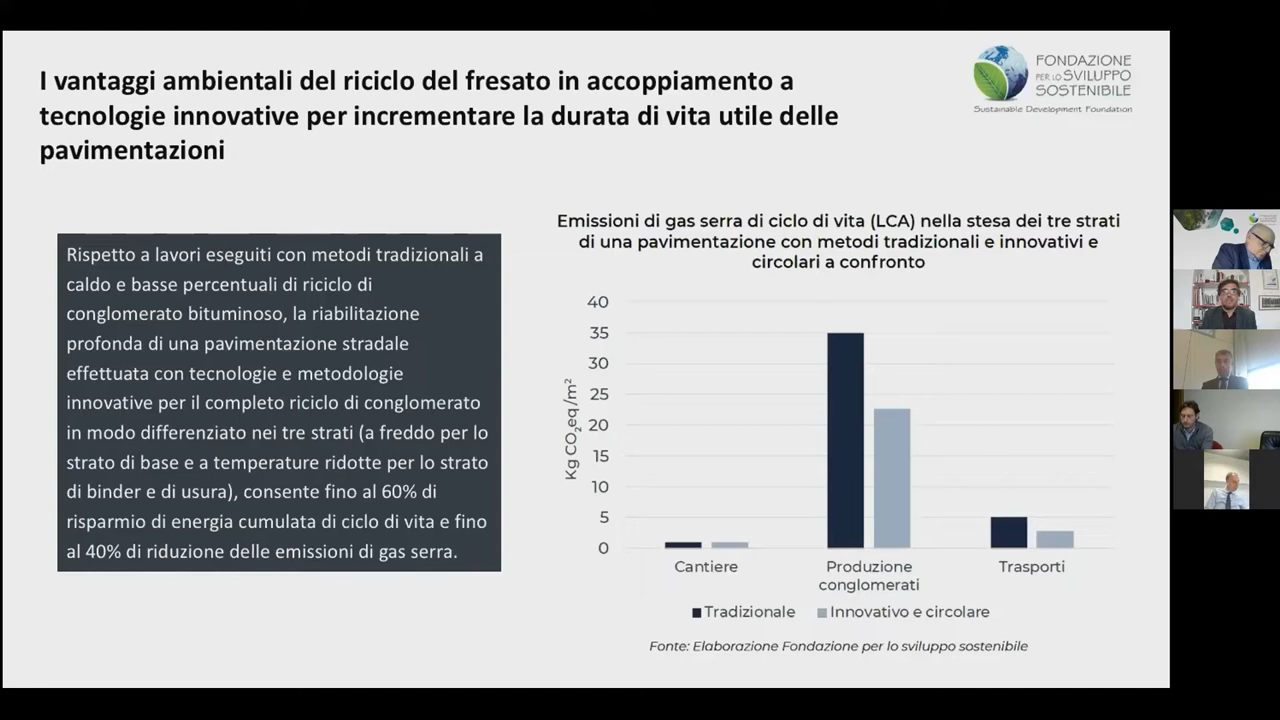 I vantaggi ambientali del riciclo del fresato in accoppiamento a
tecnologie innovative per incrementare la durata di vita utile delle
pavimentazioni
FONDAZIONE
PER LO SVILUPPO
SOSTENIBILE
Sustainable Development Foundation
Rispetto a lavori eseguiti con metodi tradizionali a
caldo e basse percentuali di riciclo di
conglomerato bituminoso, la riabilitazione
profonda di una pavimentazione stradale
effettuata con tecnologie e metodologie
innovative per il completo riciclo di conglomerato
in modo differenziato nei tre strati (a freddo per lo
strato di base e a temperature ridotte per lo strato
di binder e di usura), consente fino al 60% di
risparmio di energia cumulata di ciclo di vita e fino
al 40% di riduzione delle emissioni di gas serra.
Emissioni di gas serra di ciclo di vita (LCA) nella stesa dei tre strati
di una pavimentazione con metodi tradizionali e innovativi e
circolari a confronto
Kg CO₂eq/m²
40
35
30
25
20
15
10
5
0
Cantiere
Produzione
conglomerati
Trasporti
Tradizionale
Innovativo e circolare
Fonte: Elaborazione Fondazione per lo sviluppo sostenibile